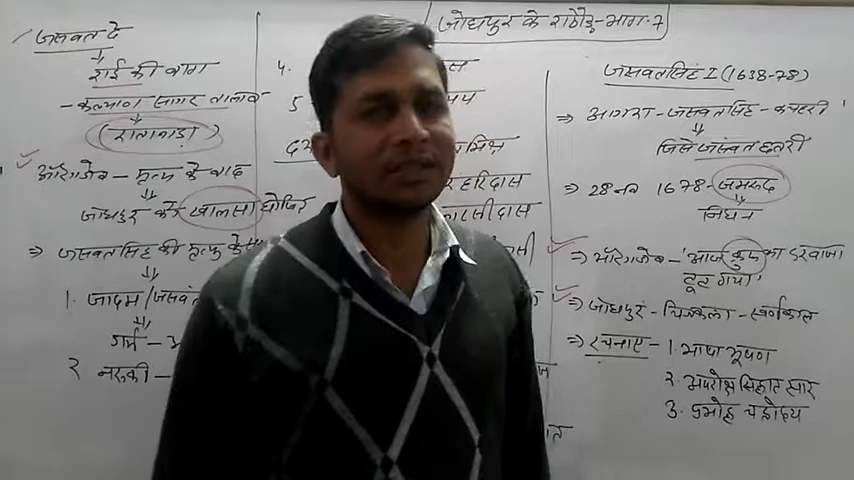 जोधपुर के राठौड़-भाग-7
जसवंत दे
राई का बाग
- कल्याण सागर तालाब
(रातानाड़ा)
औरंगजेब - मृत्यु के बाद
जोधपुर को खालसा घोषित
⇒ जसवंतसिंह की मृत्यु के
1. जादम/जसवंत
गर्भ -
2 नरुकी -
4.
5
हरिदास
जसवंतसिंह I (1638-78)
⇒ आगरा - जसवंतसिंह - कचहरी
जिसे जसवंत छतरी
⇒ 28 नव 1678 - जमरूद
निधन
⇒ औरंगजेब - 'आज कुफ्र का दरवाजा
टूट गया'
⇒ जोधपुर - चित्रकला - स्वर्णकाल
⇒ रचनाएं - 1. भाषा भूषण
2. अपरोक्ष सिद्धांत सार
3. प्रबोध चंद्रोदय